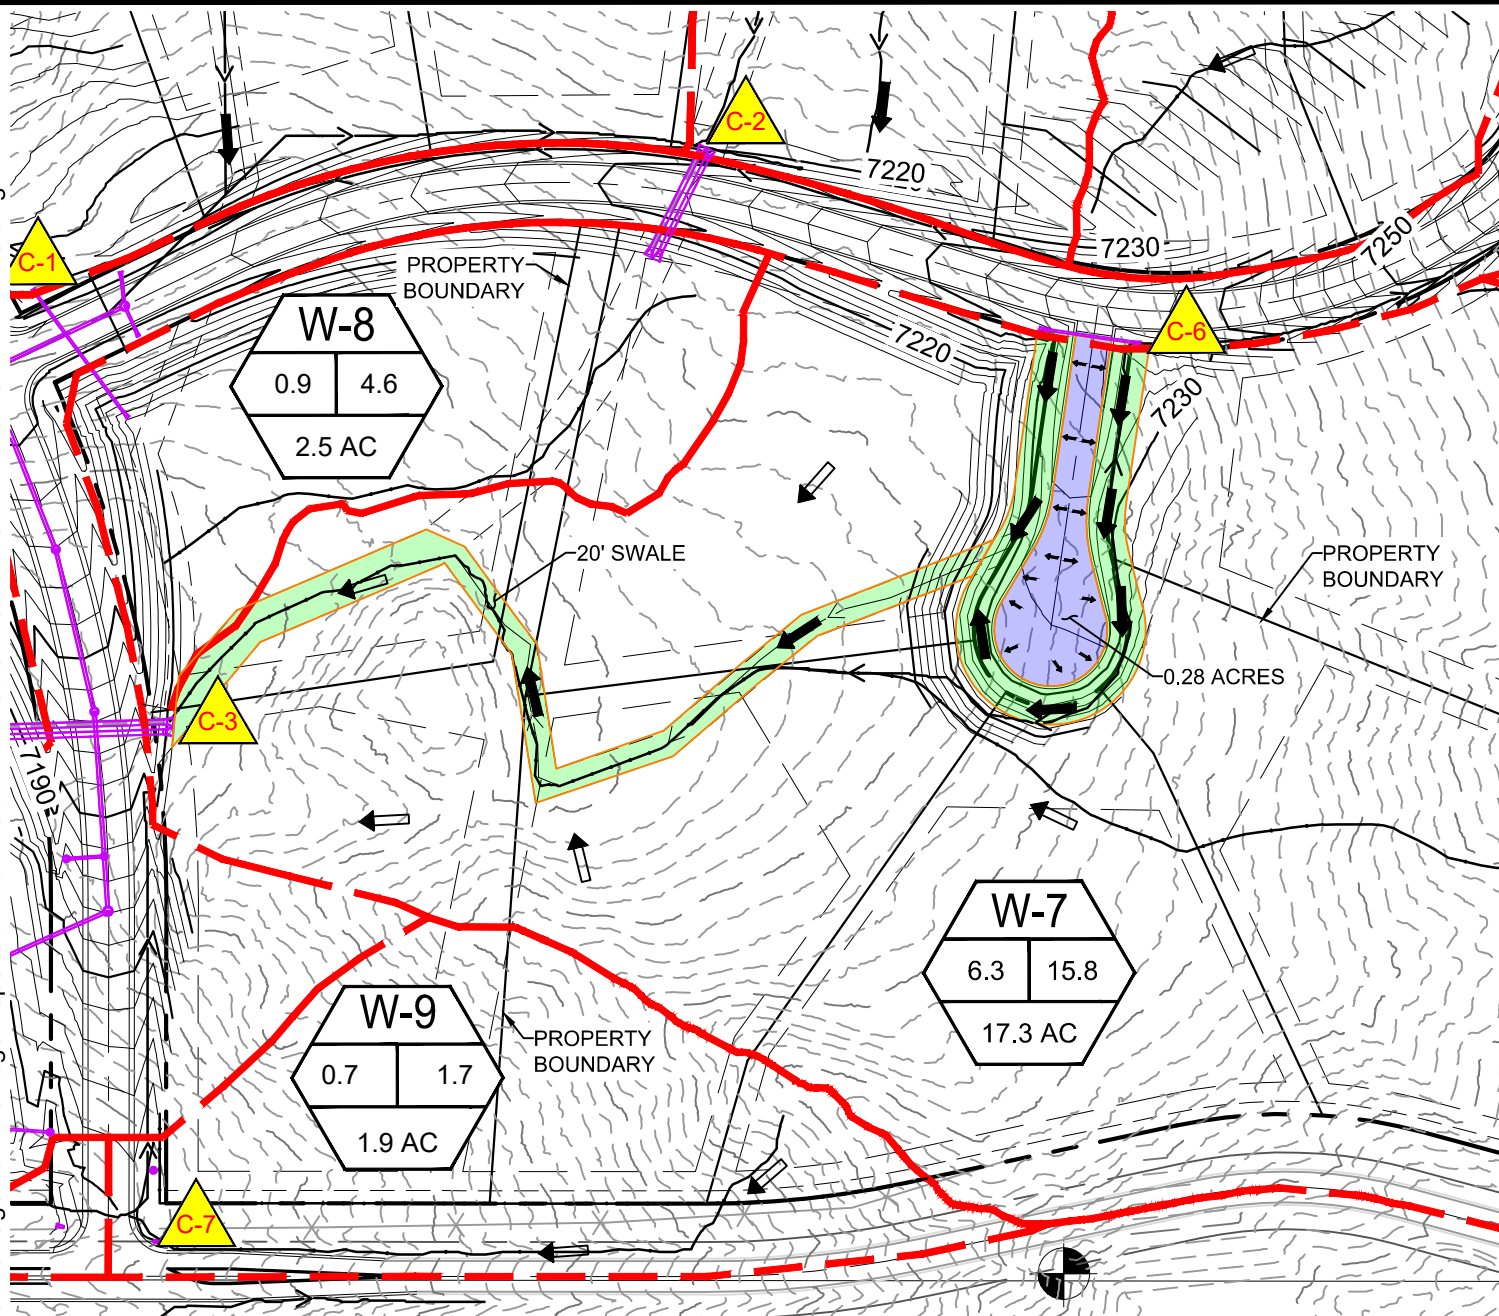 C-2
7220
C-1
7230
7250
PROPERTY
BOUNDARY
W-8
0.9 4.6
2.5 AC
7220
C-6
7230
20' SWALE
PROPERTY
BOUNDARY
0.28 ACRES
C-3
7190
W-7
6.3 15.8
17.3 AC
W-9
0.7 1.7
1.9 AC
PROPERTY
BOUNDARY
C-7